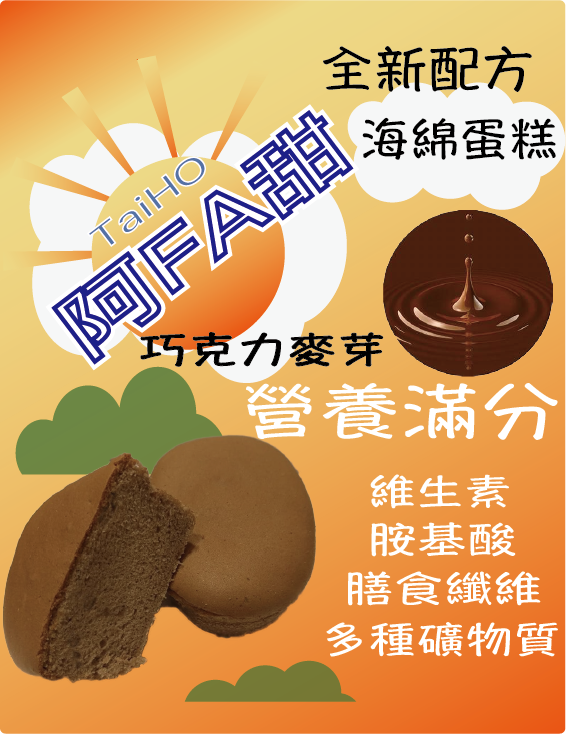 全新配方
海綿蛋糕
TaiHO
阿FA甜
巧克力麥芽
營養滿分
維生素
胺基酸
膳食纖維
多種礦物質